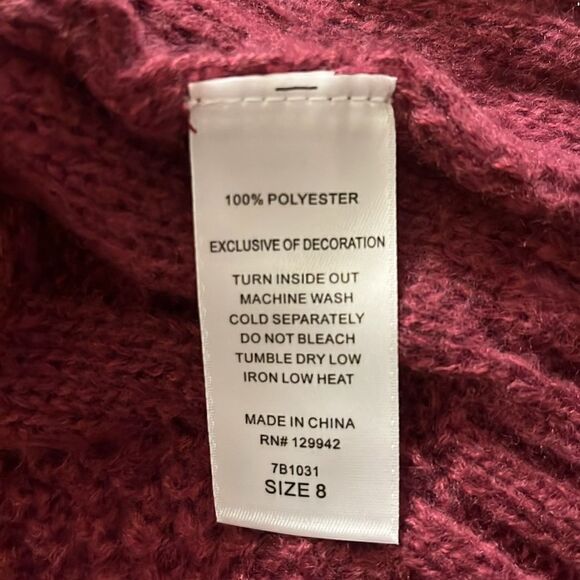 100% POLYESTER
EXCLUSIVE OF DECORATION
TURN INSIDE OUT
MACHINE WASH
COLD SEPARATELY
DO NOT BLEACH
TUMBLE DRY LOW
IRON LOW HEAT
MADE IN CHINA
RN# 129942
7B1031
SIZE 8